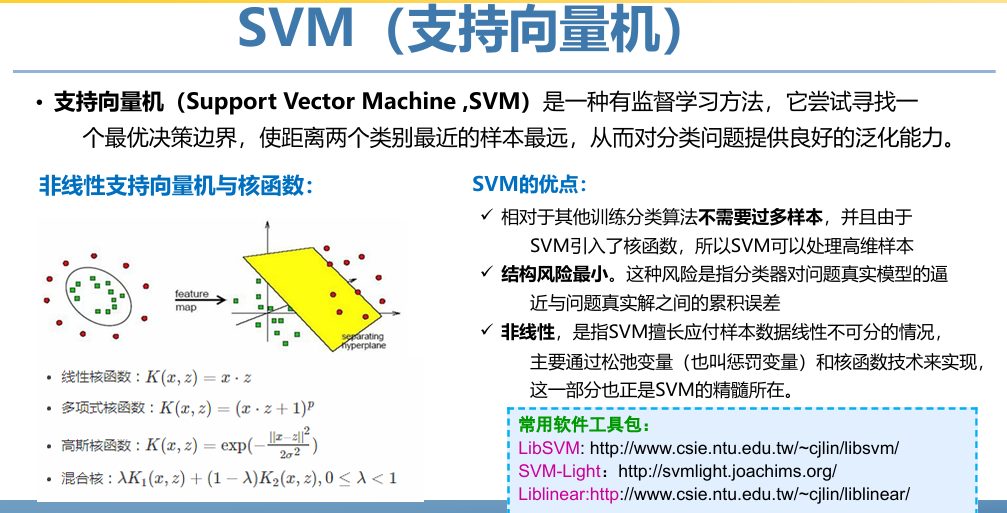 SVM（支持向量机）
• 支持向量机（Support Vector Machine ,SVM）是一种有监督学习方法，它尝试寻找一
个最优决策边界，使距离两个类别最近的样本最远，从而对分类问题提供良好的泛化能力。
非线性支持向量机与核函数：
feature
map
separating
hyperplane
• 线性核函数：K(x, z) = x · z
• 多项式核函数：K(x, z) = (x · z + 1)^p
• 高斯核函数：K(x, z) = exp(−||x−z||²/2σ²)
• 混合核：λK₁(x, z) + (1 − λ)K₂(x, z), 0 ≤ λ < 1
SVM的优点：
✓ 相对于其他训练分类算法不需要过多样本，并且由于
SVM引入了核函数，所以SVM可以处理高维样本
✓ 结构风险最小。这种风险是指分类器对问题真实模型的逼
近与问题真实解之间的累积误差
✓ 非线性，是指SVM擅长应付样本数据线性不可分的情况，
主要通过松弛变量（也叫惩罚变量）和核函数技术来实现，
这一部分也正是SVM的精髓所在。
常用软件工具包：
LibSVM: http://www.csie.ntu.edu.tw/~cjlin/libsvm/
SVM-Light：http://svmlight.joachims.org/
Liblinear:http://www.csie.ntu.edu.tw/~cjlin/liblinear/